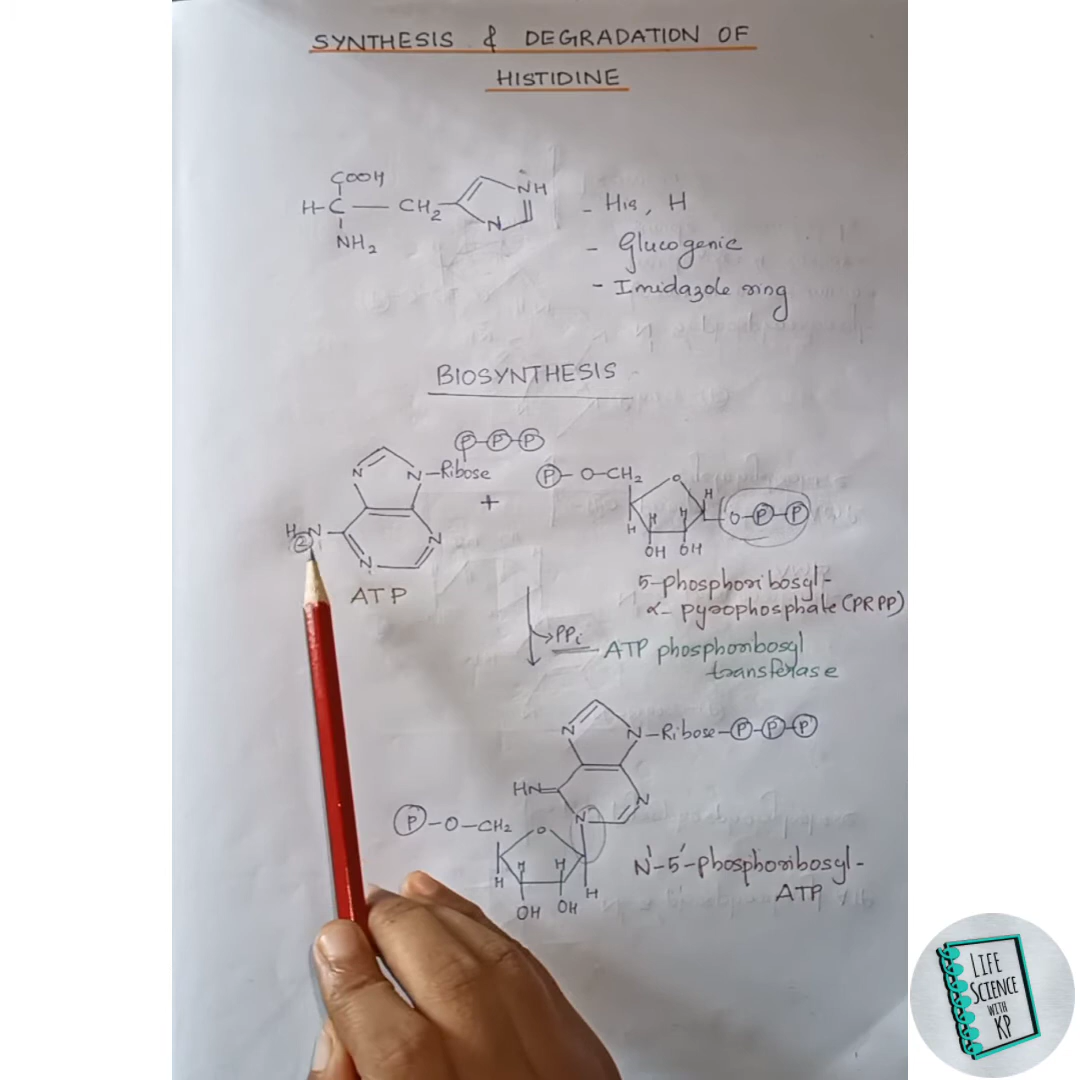 SYNTHESIS & DEGRADATION OF
HISTIDINE
COOH
H-C — CH2 NH
N
NH2
- His, H
- Glucogenic
- Imidazole ring
BIOSYNTHESIS
P-P-P
N N-Ribose
+
H2N N
N
ATP
P-O-CH2 O
H H H H O-P-P
OH OH
5-phosphoribosyl-
α-pyrophosphate (PRPP)
PPi
ATP phosphoribosyl
transferase
N N-Ribose-P-P-P
HN N
N
P-O-CH2 O
H H H H
OH OH
N1-5'-phosphoribosyl-
ATP
LIFE
SCIENCE
WITH
KP